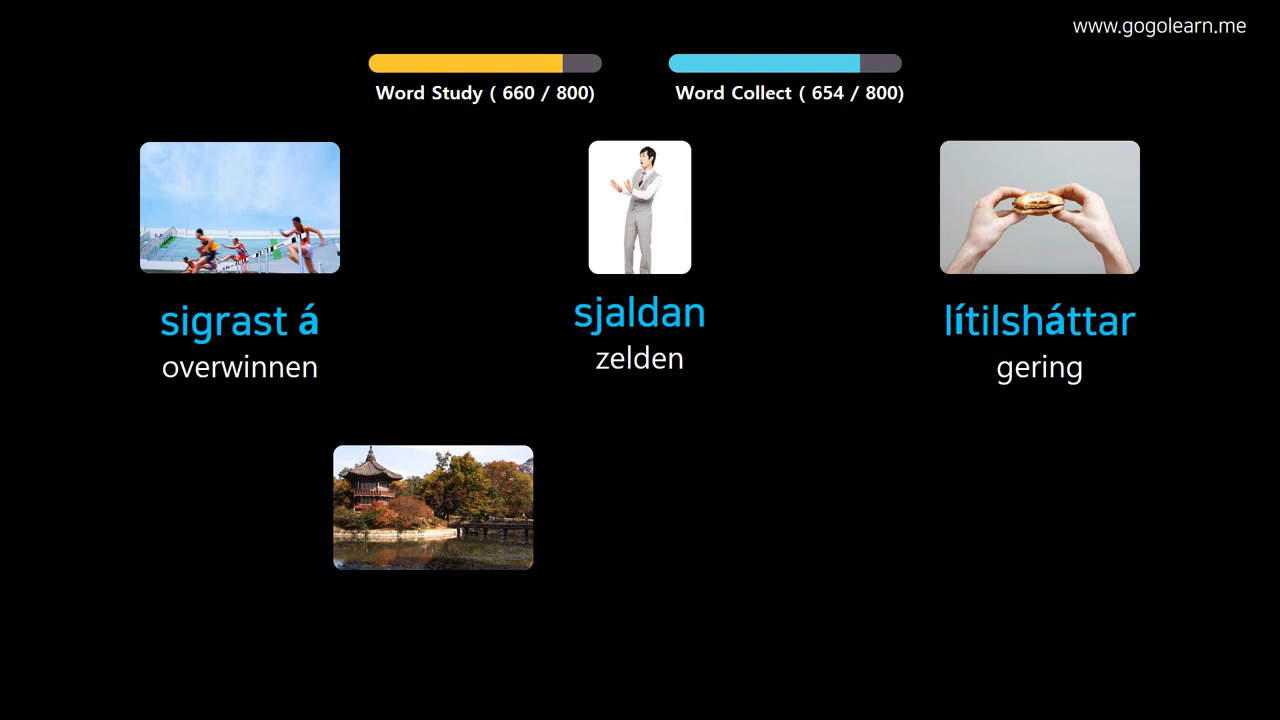 www.gogolearn.me
Word Study ( 660 / 800)
Word Collect ( 654 / 800)
sigrast á
overwinnen
sjaldan
zelden
lítilsháttar
gering